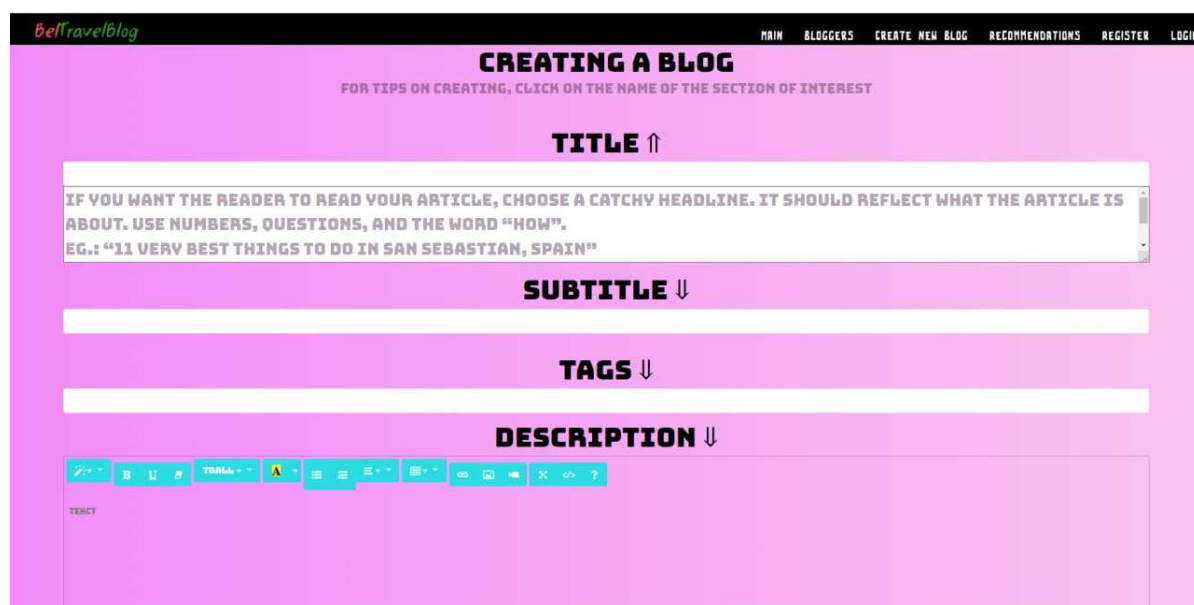 BelTravelBlog
MAIN BLOGGERS CREATE NEW BLOG RECOMMENDATIONS REGISTER LOGIN
CREATING A BLOG
FOR TIPS ON CREATING, CLICK ON THE NAME OF THE SECTION OF INTEREST
TITLE ⇑
IF YOU WANT THE READER TO READ YOUR ARTICLE, CHOOSE A CATCHY HEADLINE. IT SHOULD REFLECT WHAT THE ARTICLE IS
ABOUT. USE NUMBERS, QUESTIONS, AND THE WORD “HOW”.
EG.: “11 VERY BEST THINGS TO DO IN SAN SEBASTIAN, SPAIN”
SUBTITLE ⇓
TAGS ⇓
DESCRIPTION ⇓
B U A ?
ТЕКСТ